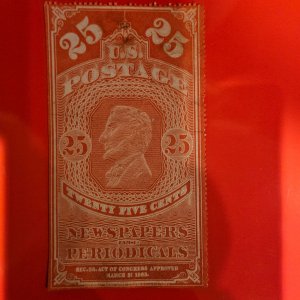 25 25
U.S.
POSTAGE
25 25
TWENTY FIVE CENTS
NEWSPAPERS
AND
PERIODICALS
SEC. 38, ACT OF CONGRESS APPROVED
MARCH 3, 1863.